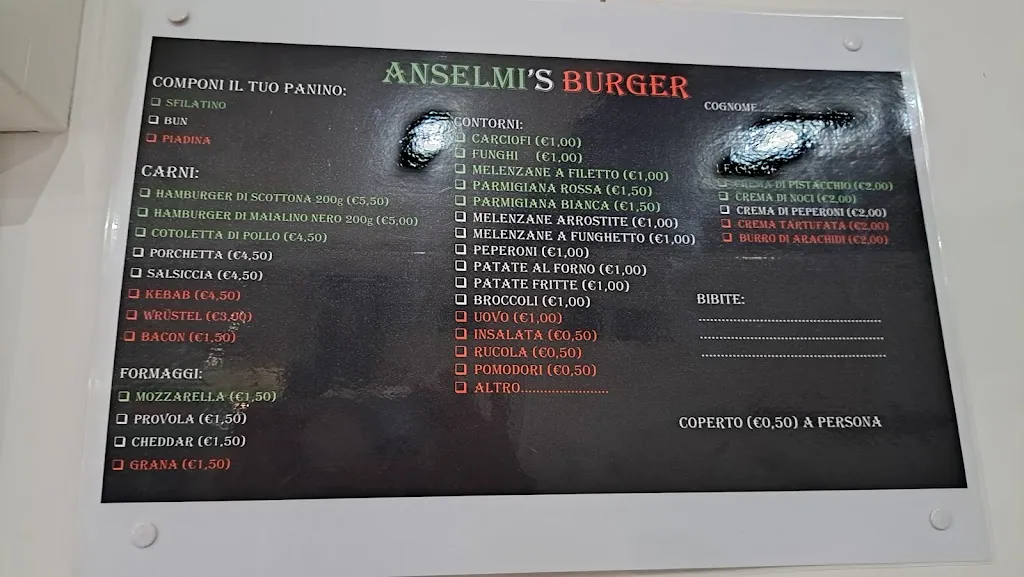 ANSELMI'S BURGER
COMPONI IL TUO PANINO:
SFILATINO
BUN
PIADINA
CARNI:
HAMBURGER DI SCOTTONA 200g (€5,50)
HAMBURGER DI MAIALINO NERO 200g (€5,00)
COTOLETTA DI POLLO (€4,50)
PORCHETTA (€4,50)
SALSICCIA (€4,50)
KEBAB (€4,50)
WRÜSTEL (€3,00)
BACON (€1,50)
FORMAGGI:
MOZZARELLA (€1,50)
PROVOLA (€1,50)
CHEDDAR (€1,50)
GRANA (€1,50)
CONTORNI:
CARCIOFI (€1,00)
FUNGHI (€1,00)
MELENZANE A FILETTO (€1,00)
PARMIGIANA ROSSA (€1,50)
PARMIGIANA BIANCA (€1,50)
MELENZANE ARROSTITE (€1,00)
MELENZANE A FUNGHETTO (€1,00)
PEPERONI (€1,00)
PATATE AL FORNO (€1,00)
PATATE FRITTE (€1,00)
BROCCOLI (€1,00)
UOVO (€1,00)
INSALATA (€0,50)
RUCOLA (€0,50)
POMODORI (€0,50)
ALTRO......................
COGNOME...
CREMA DI PISTACCHIO (€2,00)
CREMA DI NOCI (€2,00)
CREMA DI PEPERONI (€2,00)
CREMA TARTUFATA (€2,00)
BURRO DI ARACHIDI (€2,00)
BIBITE:
COPERTO (€0,50) A PERSONA